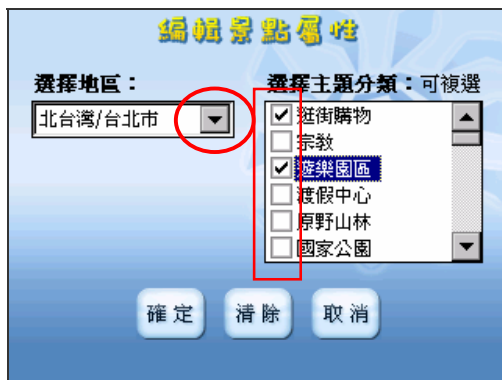 編輯景點屬性
選擇地區：
選擇主題分類：可複選
北台灣/台北市
逛街購物
宗教
遊樂園區
渡假中心
原野山林
國家公園
確定 清除 取消